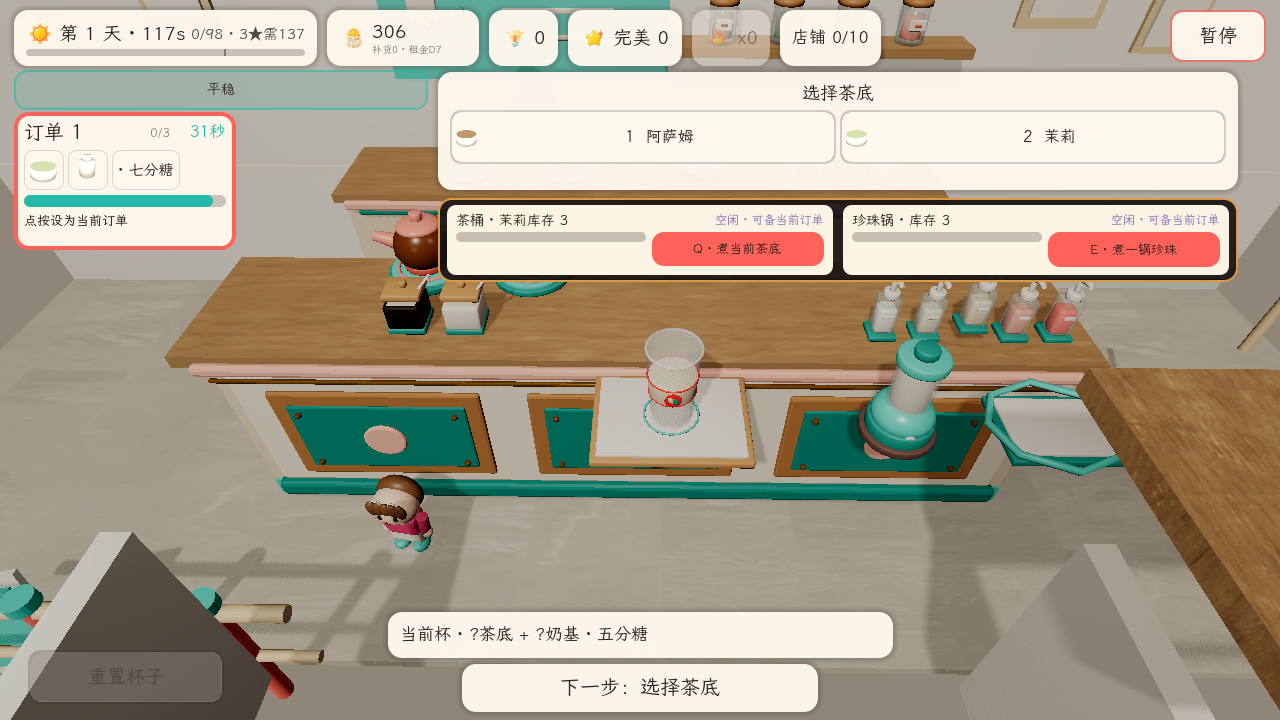 第 1 天·117s 0/95·3★需137
306
补贴0·租金D7
0
完美 0
x0
店铺 0/10
暂停
平稳
订单 1 0/3 31秒
·七分糖
点按设为当前订单
选择茶底
1 阿萨姆
2 茉莉
茶桶·茉莉库存 3 空闲·可备当前订单
Q·煮当前茶底
珍珠锅·库存 3 空闲·可备当前订单
E·煮一锅珍珠
当前杯·?茶底 + ?奶基·五分糖
下一步: 选择茶底
重置杯子